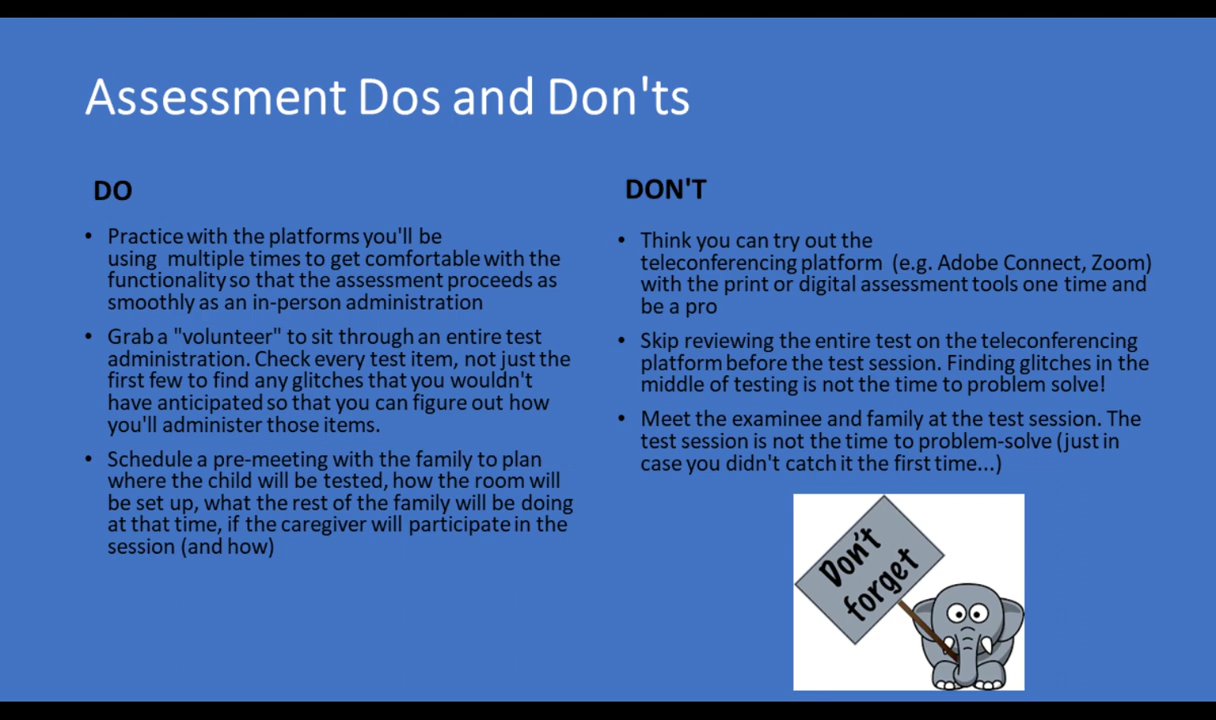 Assessment Dos and Don'ts
DO
• Practice with the platforms you'll be
using  multiple times to get comfortable with the
functionality so that the assessment proceeds as
smoothly as an in-person administration
• Grab a "volunteer" to sit through an entire test
administration. Check every test item, not just the
first few to find any glitches that you wouldn't
have anticipated so that you can figure out how
you'll administer those items.
• Schedule a pre-meeting with the family to plan
where the child will be tested, how the room will
be set up, what the rest of the family will be doing
at that time, if the caregiver will participate in the
session (and how)
DON'T
• Think you can try out the
teleconferencing platform  (e.g. Adobe Connect, Zoom)
with the print or digital assessment tools one time and
be a pro
• Skip reviewing the entire test on the teleconferencing
platform before the test session. Finding glitches in the
middle of testing is not the time to problem solve!
• Meet the examinee and family at the test session. The
test session is not the time to problem-solve (just in
case you didn't catch it the first time...)
Don't
forget